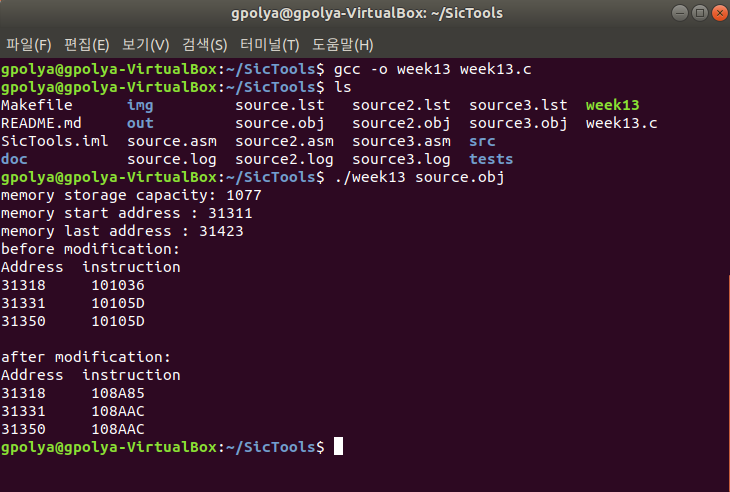 gpolya@gpolya-VirtualBox: ~/SicTools
파일(F) 편집(E) 보기(V) 검색(S) 터미널(T) 도움말(H)
gpolya@gpolya-VirtualBox:~/SicTools$ gcc -o week13 week13.c
gpolya@gpolya-VirtualBox:~/SicTools$ ls
Makefile img source.lst source2.lst source3.lst week13
README.md out source.obj source2.obj source3.obj week13.c
SicTools.iml source.asm source2.asm source3.asm src
doc source.log source2.log source3.log tests
gpolya@gpolya-VirtualBox:~/SicTools$ ./week13 source.obj
memory storage capacity: 1077
memory start address : 31311
memory last address : 31423
before modification:
Address instruction
31318 101036
31331 10105D
31350 10105D
after modification:
Address instruction
31318 108A85
31331 108AAC
31350 108AAC
gpolya@gpolya-VirtualBox:~/SicTools$